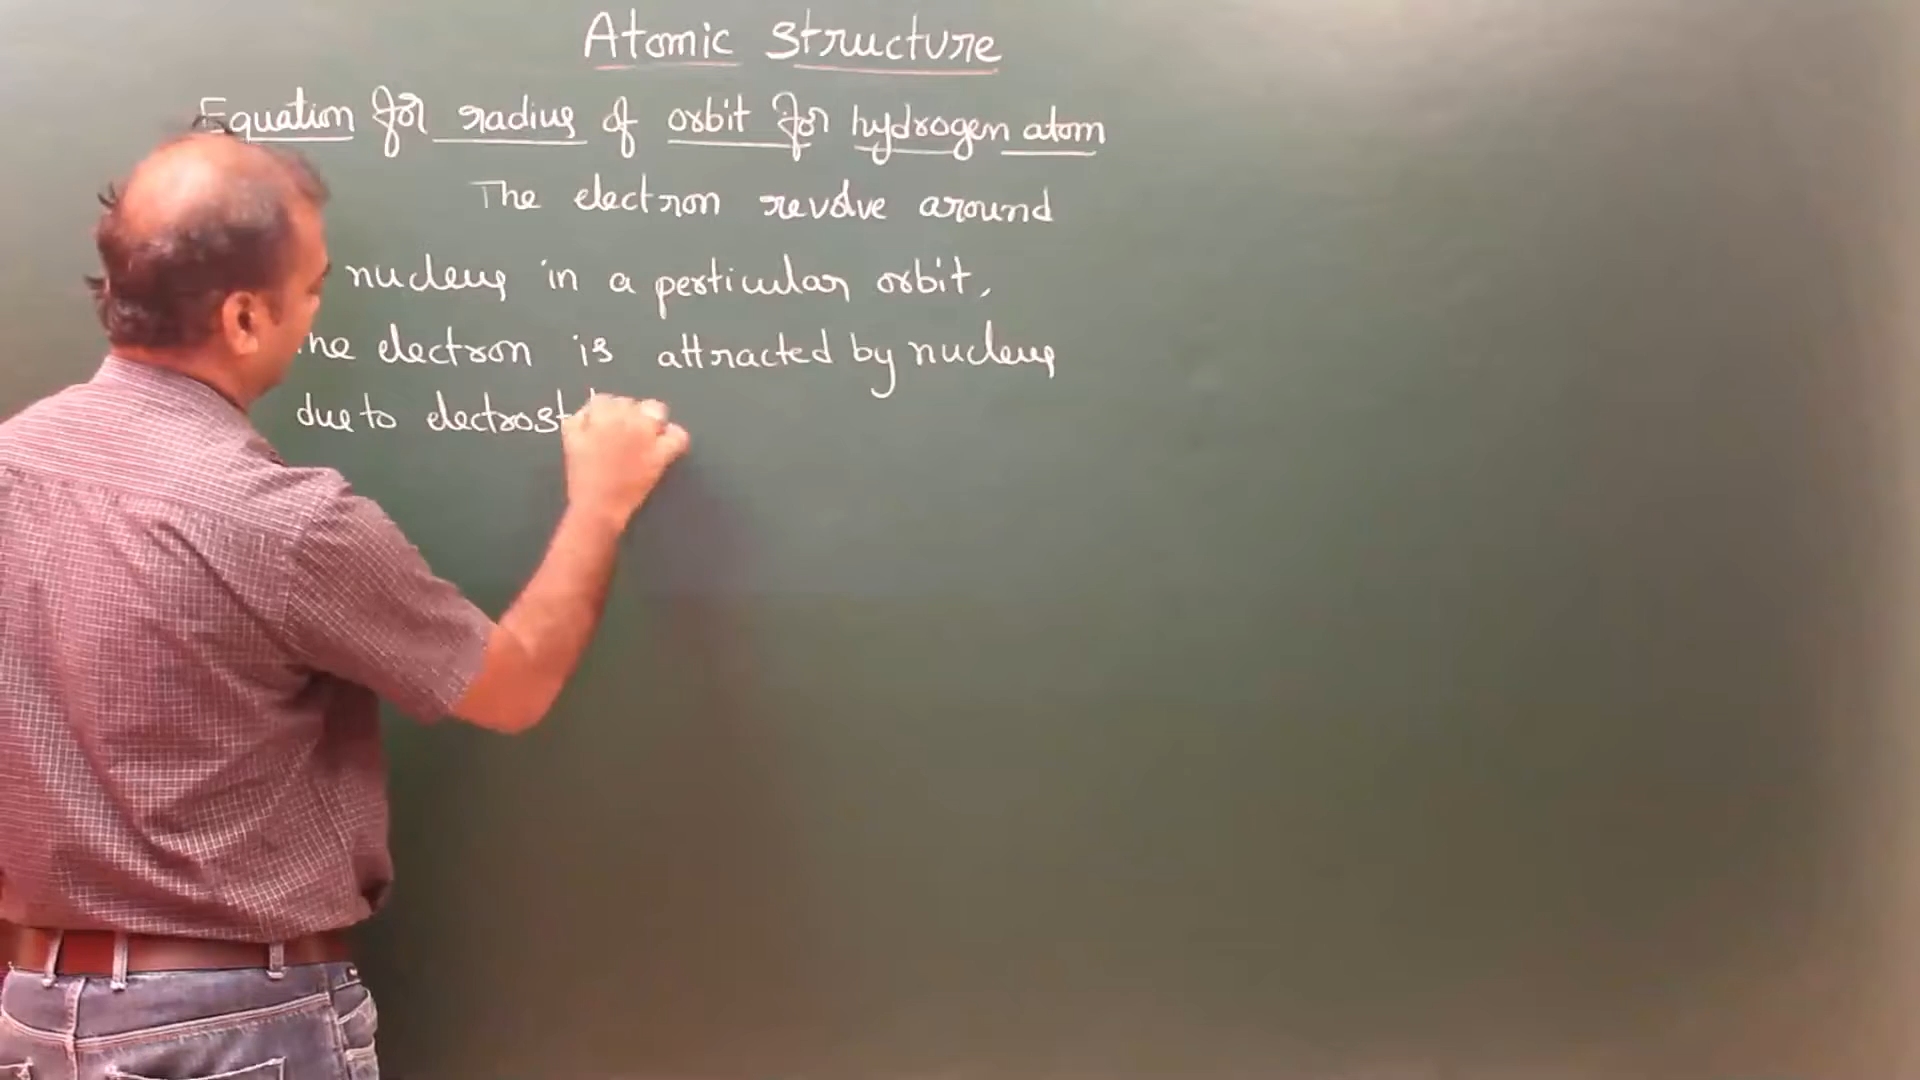 Atomic Structure
Equation for radius of orbit for hydrogen atom
The electron revolve around
nucleus in a perticular orbit,
he electron is attracted by nucleus
due to electrost